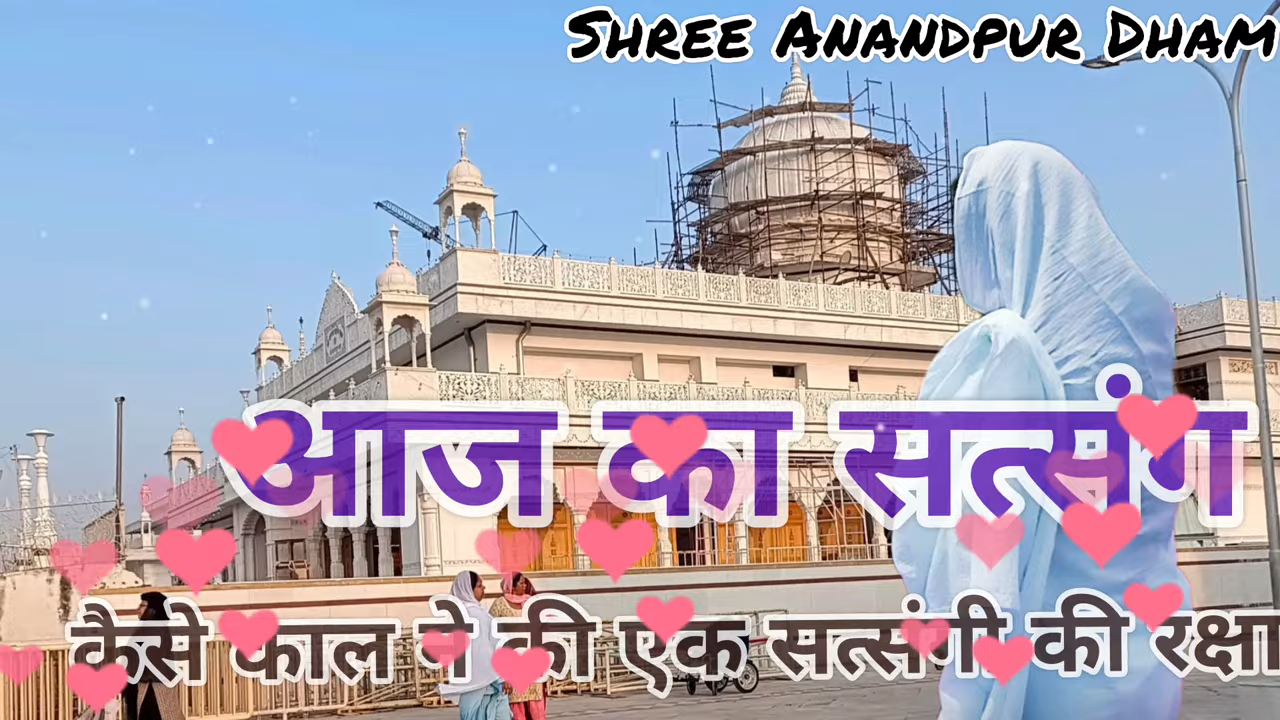 SHREE ANANDPUR DHAM
आज का सत्संग
कैसे काल ने की एक सत्संगी की रक्षा